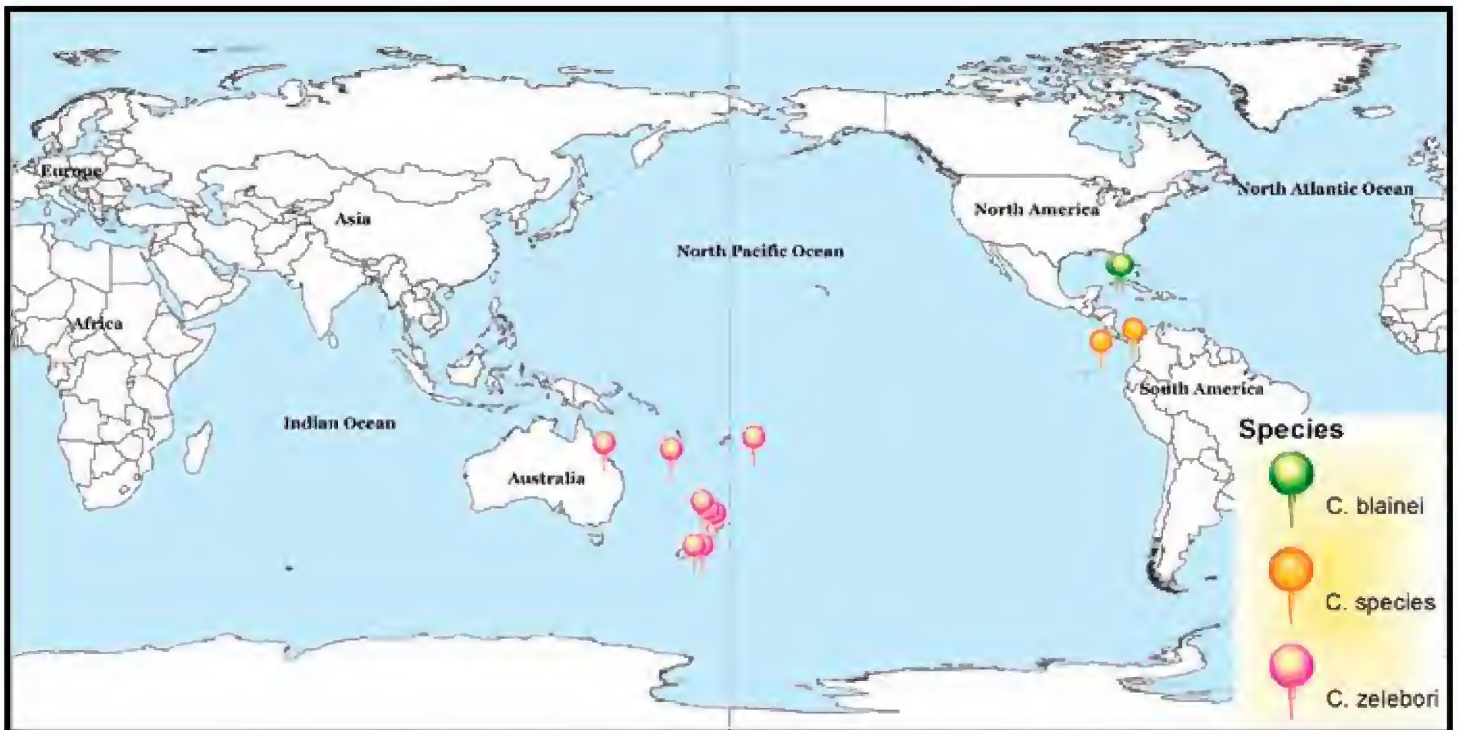 Europe
Asia
North America
North Atlantic Ocean
North Pacific Ocean
Africa
South America
Indian Ocean
Australia
Species
C. blainei
C. species
C. zelebori